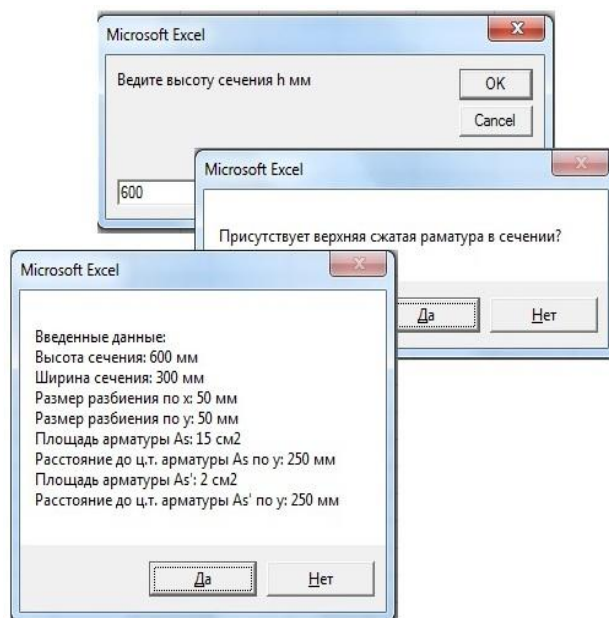 Microsoft Excel
Ведите высоту сечения h мм
OK
Cancel
600
Microsoft Excel
Присутствует верхняя сжатая раматура в сечении?
Да
Нет
Microsoft Excel
Введенные данные:
Высота сечения: 600 мм
Ширина сечения: 300 мм
Размер разбиения по x: 50 мм
Размер разбиения по y: 50 мм
Площадь арматуры As: 15 см2
Расстояние до ц.т. арматуры As по y: 250 мм
Площадь арматуры As': 2 см2
Расстояние до ц.т. арматуры As' по y: 250 мм
Да
Нет